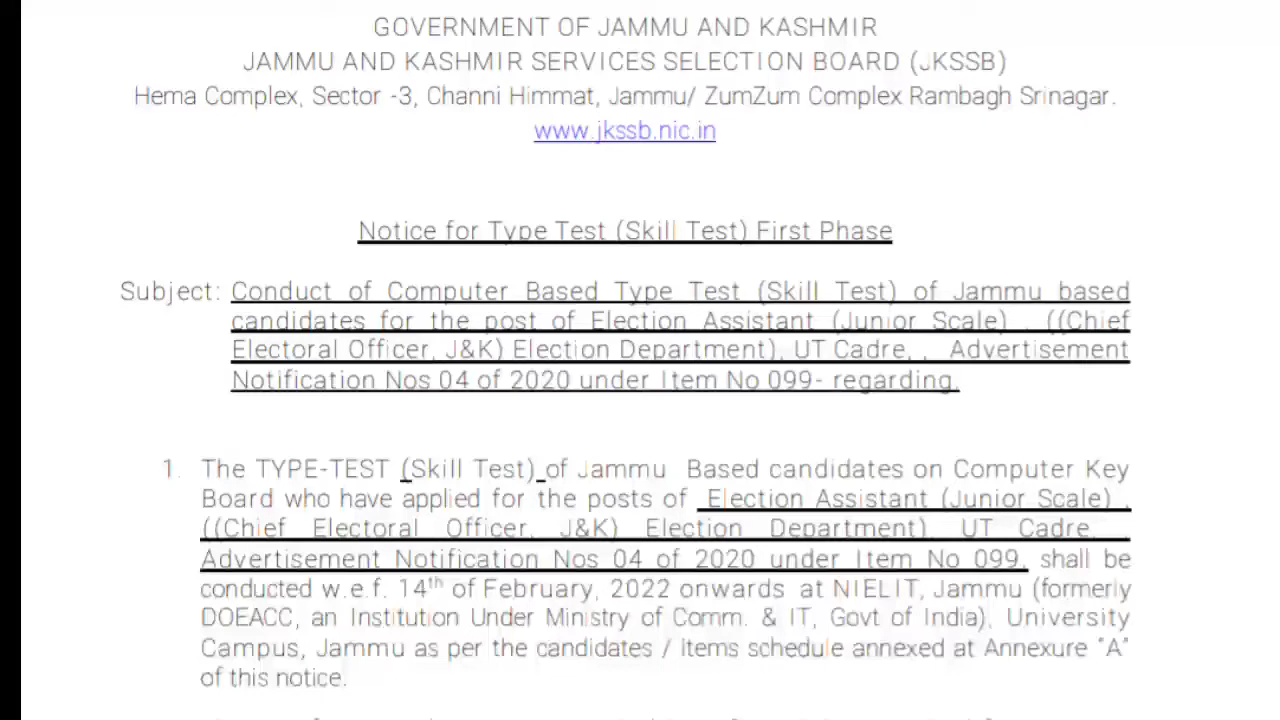 GOVERNMENT OF JAMMU AND KASHMIR
JAMMU AND KASHMIR SERVICES SELECTION BOARD (JKSSB)
Hema Complex, Sector -3, Channi Himmat, Jammu/ ZumZum Complex Rambagh Srinagar.
www.jkssb.nic.in
Notice for Type Test (Skill Test) First Phase
Subject: Conduct of Computer Based Type Test (Skill Test) of Jammu based
candidates for the post of Election Assistant (Junior Scale) , ((Chief
Electoral Officer, J&K) Election Department), UT Cadre, , Advertisement
Notification Nos 04 of 2020 under Item No 099- regarding.
1. The TYPE-TEST (Skill Test) of Jammu Based candidates on Computer Key
Board who have applied for the posts of Election Assistant (Junior Scale) ,
((Chief Electoral Officer, J&K) Election Department), UT Cadre,
Advertisement Notification Nos 04 of 2020 under Item No 099, shall be
conducted w.e.f. 14th of February, 2022 onwards at NIELIT, Jammu (formerly
DOEACC, an Institution Under Ministry of Comm. & IT, Govt of India), University
Campus, Jammu as per the candidates / Items schedule annexed at Annexure "A"
of this notice.